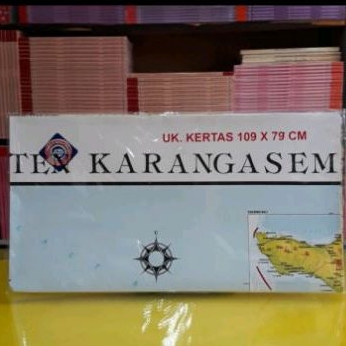 UK. KERTAS 109 X 79 CM
TEN KARANGASEM